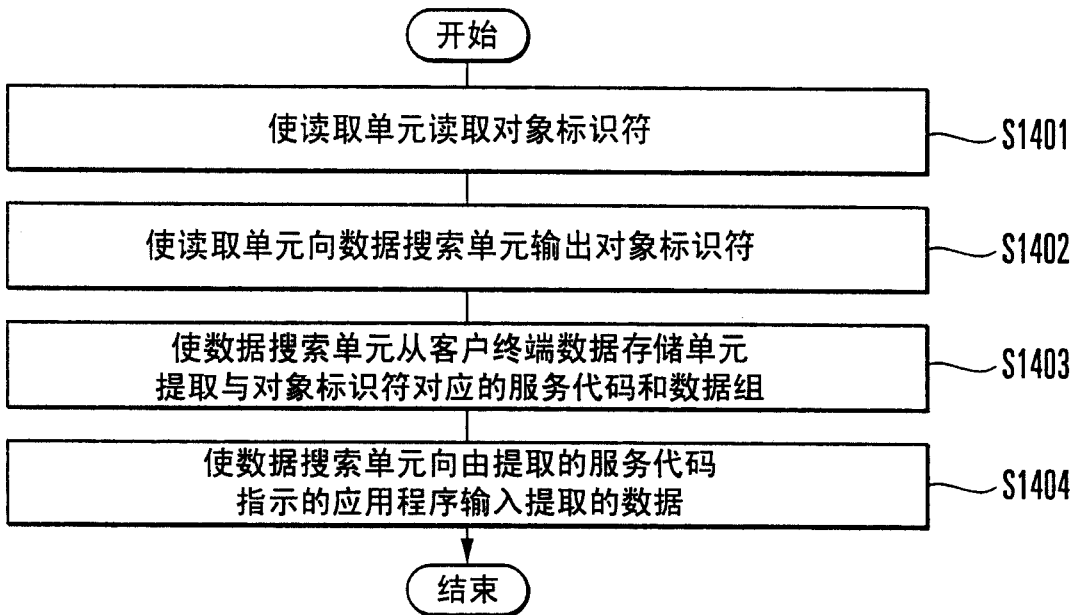 开始
使读取单元读取对象标识符
S1401
使读取单元向数据搜索单元输出对象标识符
S1402
使数据搜索单元从客户终端数据存储单元
提取与对象标识符对应的服务代码和数据组
S1403
使数据搜索单元向由提取的服务代码
指示的应用程序输入提取的数据
S1404
结束